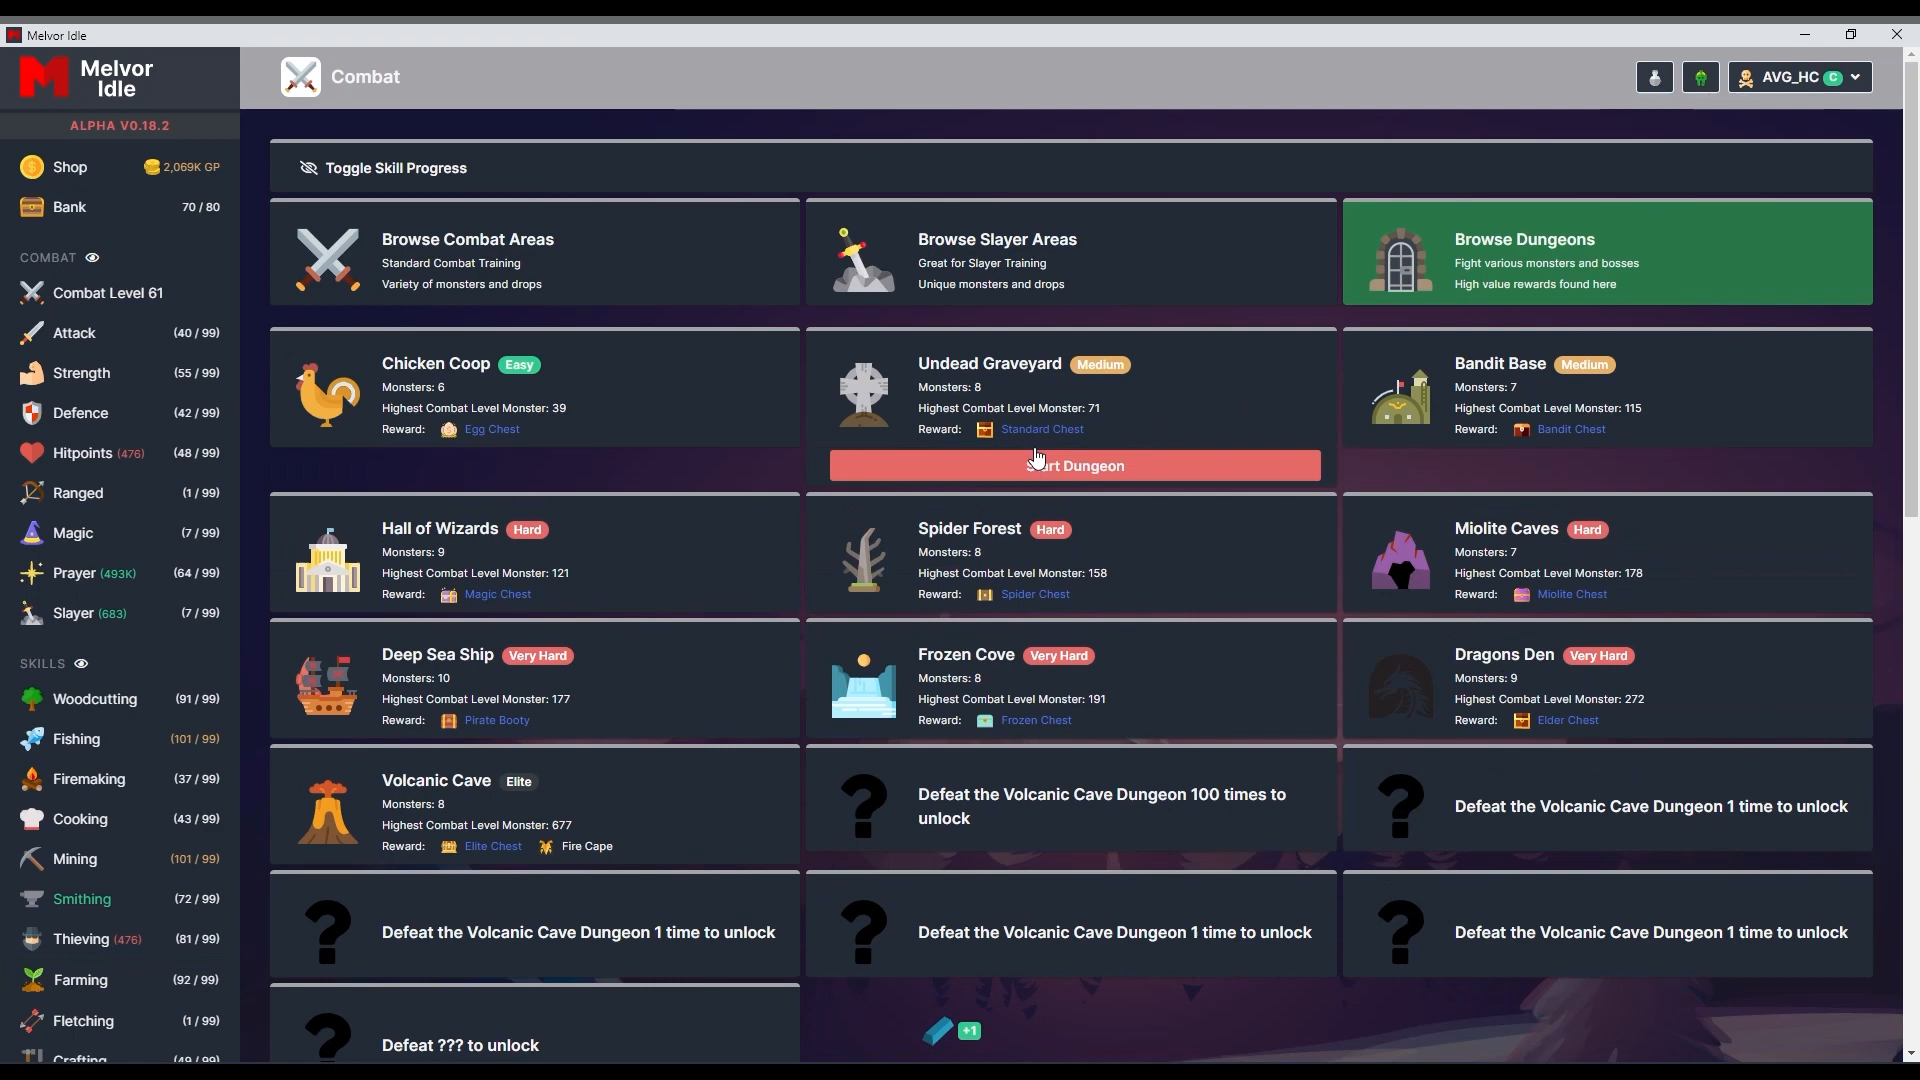 Melvor Idle
Melvor
Idle
Combat
AVG_HC C
ALPHA V0.18.2
Shop 2,069K GP
Bank 70 / 80
COMBAT
Combat Level 61
Attack (40 / 99)
Strength (55 / 99)
Defence (42 / 99)
Hitpoints (476) (48 / 99)
Ranged (1 / 99)
Magic (7 / 99)
Prayer (493K) (64 / 99)
Slayer (683) (7 / 99)
SKILLS
Woodcutting (91 / 99)
Fishing (101 / 99)
Firemaking (37 / 99)
Cooking (43 / 99)
Mining (101 / 99)
Smithing (72 / 99)
Thieving (476) (81 / 99)
Farming (92 / 99)
Fletching (1 / 99)
Crafting (49 / 99)
Toggle Skill Progress
Browse Combat Areas
Standard Combat Training
Variety of monsters and drops
Browse Slayer Areas
Great for Slayer Training
Unique monsters and drops
Browse Dungeons
Fight various monsters and bosses
High value rewards found here
Chicken Coop Easy
Monsters: 6
Highest Combat Level Monster: 39
Reward: Egg Chest
Undead Graveyard Medium
Monsters: 8
Highest Combat Level Monster: 71
Reward: Standard Chest
Start Dungeon
Bandit Base Medium
Monsters: 7
Highest Combat Level Monster: 115
Reward: Bandit Chest
Hall of Wizards Hard
Monsters: 9
Highest Combat Level Monster: 121
Reward: Magic Chest
Spider Forest Hard
Monsters: 8
Highest Combat Level Monster: 158
Reward: Spider Chest
Miolite Caves Hard
Monsters: 7
Highest Combat Level Monster: 178
Reward: Miolite Chest
Deep Sea Ship Very Hard
Monsters: 10
Highest Combat Level Monster: 177
Reward: Pirate Booty
Frozen Cove Very Hard
Monsters: 8
Highest Combat Level Monster: 191
Reward: Frozen Chest
Dragons Den Very Hard
Monsters: 9
Highest Combat Level Monster: 272
Reward: Elder Chest
Volcanic Cave Elite
Monsters: 8
Highest Combat Level Monster: 677
Reward: Elite Chest Fire Cape
? Defeat the Volcanic Cave Dungeon 100 times to
unlock
? Defeat the Volcanic Cave Dungeon 1 time to unlock
? Defeat the Volcanic Cave Dungeon 1 time to unlock
? Defeat the Volcanic Cave Dungeon 1 time to unlock
? Defeat the Volcanic Cave Dungeon 1 time to unlock
? Defeat ??? to unlock
+1